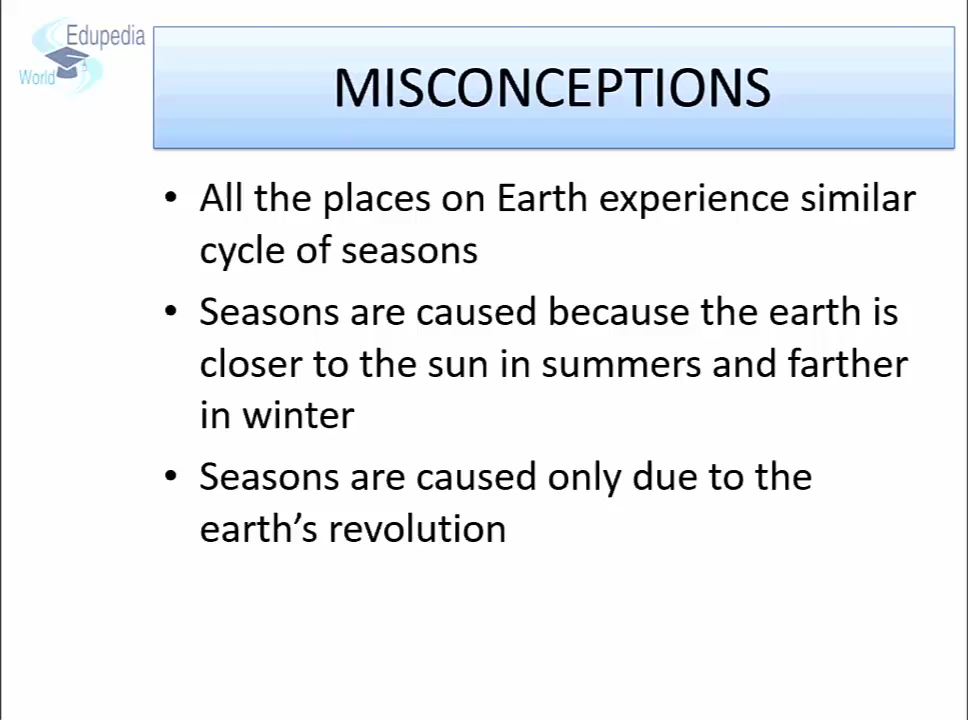 Edupedia
World
MISCONCEPTIONS
• All the places on Earth experience similar
cycle of seasons
• Seasons are caused because the earth is
closer to the sun in summers and farther
in winter
• Seasons are caused only due to the
earth’s revolution